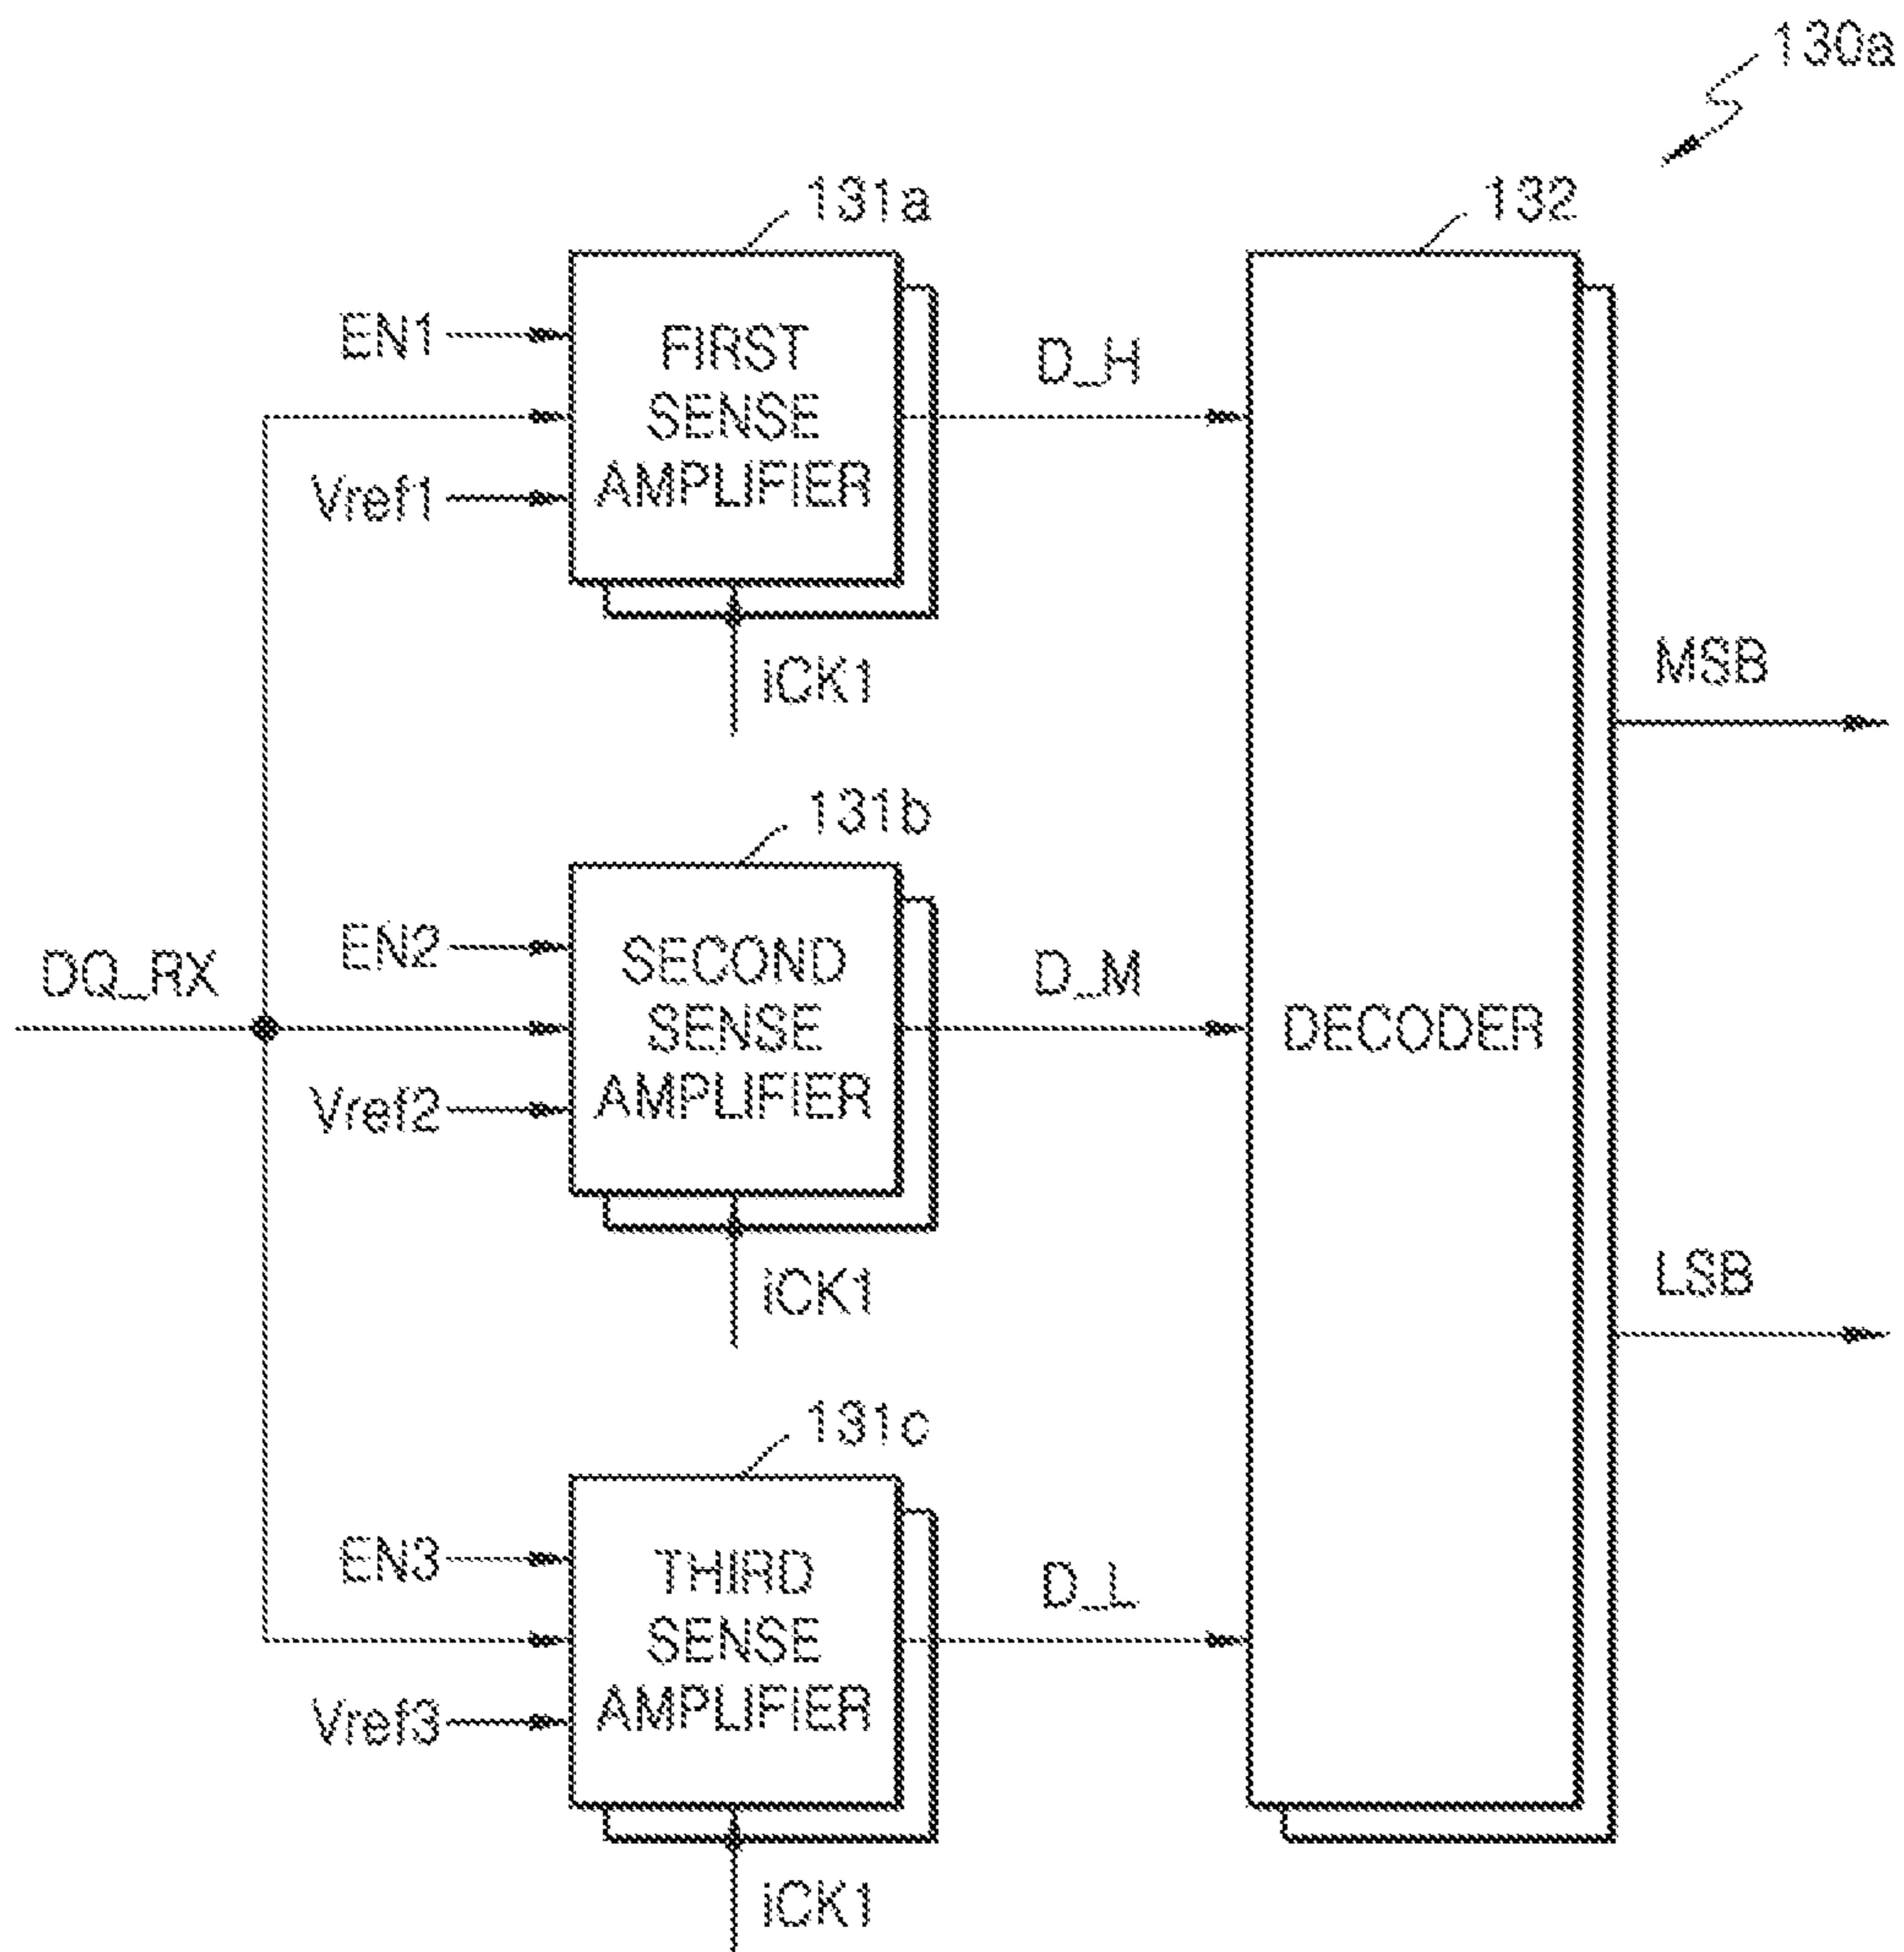 130a
131a
132
EN1
FIRST
SENSE
AMPLIFIER
D_H
Vref1
iCK1
MSB
131b
EN2
SECOND
SENSE
AMPLIFIER
DQ_RX
D_M
DECODER
Vref2
iCK1
LSB
131c
EN3
THIRD
SENSE
AMPLIFIER
D_L
Vref3
iCK1